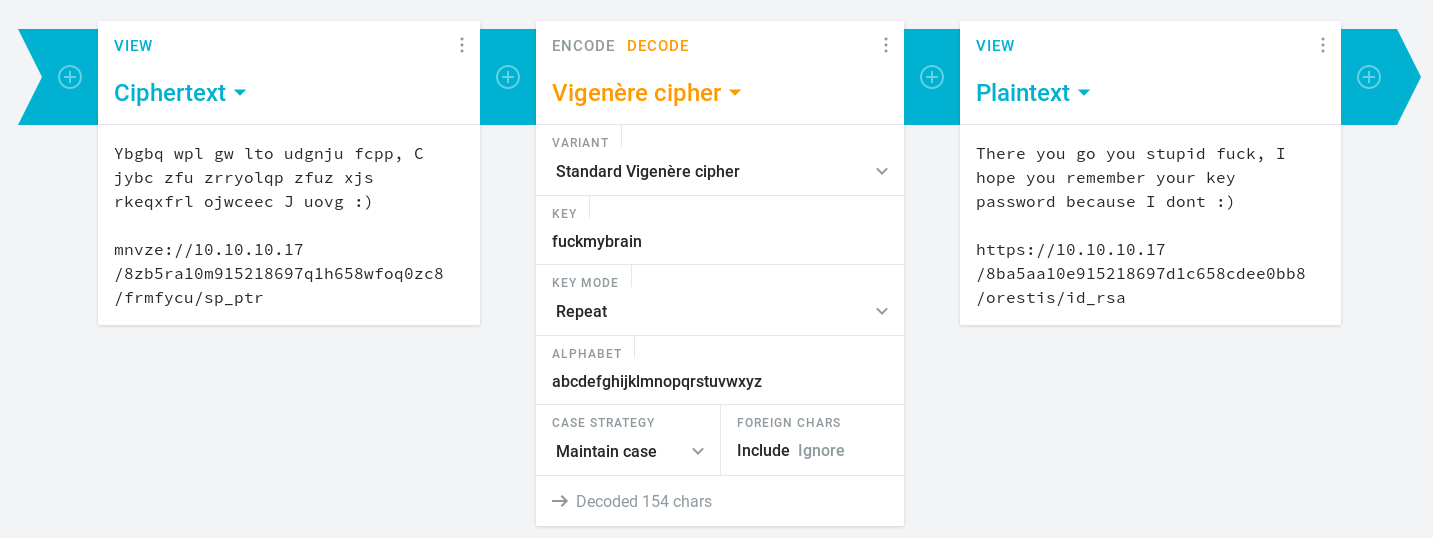 VIEW
Ciphertext
Ybgbq wpl gw lto udgnju fcpp, C
jybc zfu zrryolqp zfuz xjs
rkeqxfrl ojwceec J uovg :)
mnvze://10.10.10.17
/8zb5ra10m915218697q1h658wfoq0zc8
/frmfycu/sp_ptr
ENCODE DECODE
Vigenère cipher
VARIANT
Standard Vigenère cipher
KEY
fuckmybrain
KEY MODE
Repeat
ALPHABET
abcdefghijklmnopqrstuvwxyz
CASE STRATEGY
Maintain case
FOREIGN CHARS
Include Ignore
→ Decoded 154 chars
VIEW
Plaintext
There you go you stupid fuck, I
hope you remember your key
password because I dont :)
https://10.10.10.17
/8ba5aa10e915218697d1c658cdee0bb8
/orestis/id_rsa